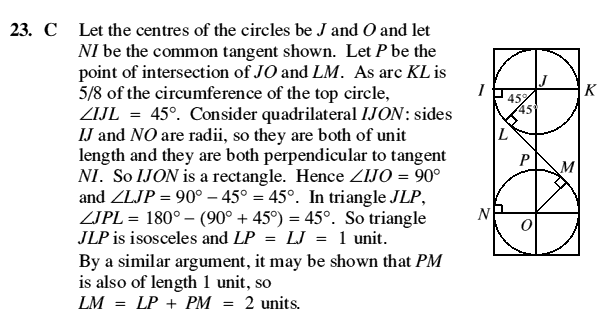 23. C Let the centres of the circles be J and O and let
NI be the common tangent shown. Let P be the
point of intersection of JO and LM. As arc KL is
5/8 of the circumference of the top circle,
∠IJL = 45°. Consider quadrilateral IJON: sides
IJ and NO are radii, so they are both of unit
length and they are both perpendicular to tangent
NI. So IJON is a rectangle. Hence ∠IJO = 90°
and ∠LJP = 90° − 45° = 45°. In triangle JLP,
∠JPL = 180° − (90° + 45°) = 45°. So triangle
JLP is isosceles and LP = LJ = 1 unit.
By a similar argument, it may be shown that PM
is also of length 1 unit, so
LM = LP + PM = 2 units.
J
I
K
45°
45°
L
P
M
N
O